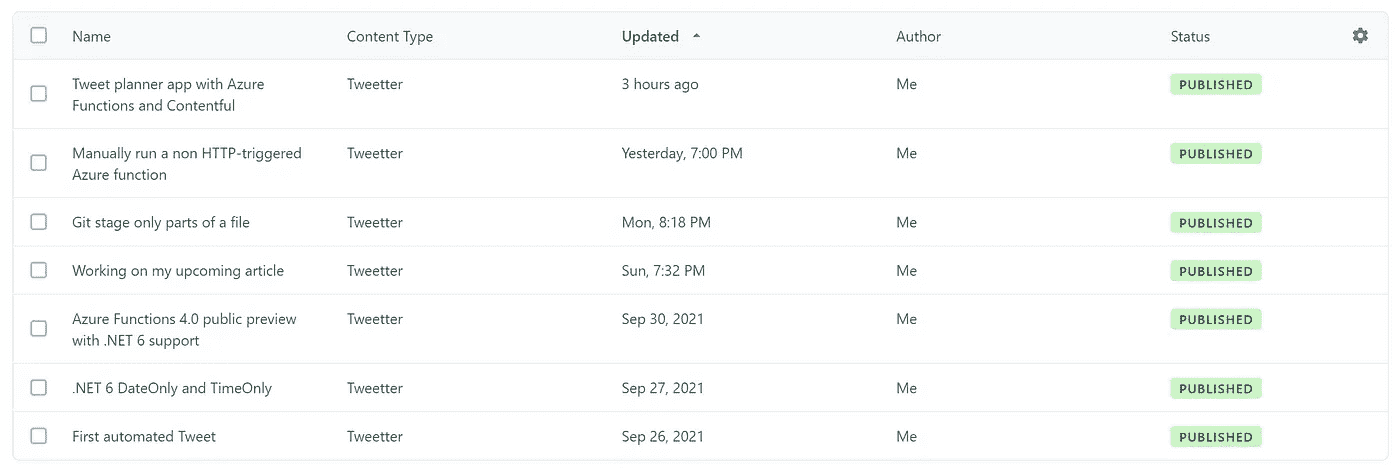 Name Content Type Updated Author Status
Tweet planner app with Azure Tweetter 3 hours ago Me PUBLISHED
Functions and Contentful
Manually run a non HTTP-triggered Tweetter Yesterday, 7:00 PM Me PUBLISHED
Azure function
Git stage only parts of a file Tweetter Mon, 8:18 PM Me PUBLISHED
Working on my upcoming article Tweetter Sun, 7:32 PM Me PUBLISHED
Azure Functions 4.0 public preview Tweetter Sep 30, 2021 Me PUBLISHED
with .NET 6 support
.NET 6 DateOnly and TimeOnly Tweetter Sep 27, 2021 Me PUBLISHED
First automated Tweet Tweetter Sep 26, 2021 Me PUBLISHED